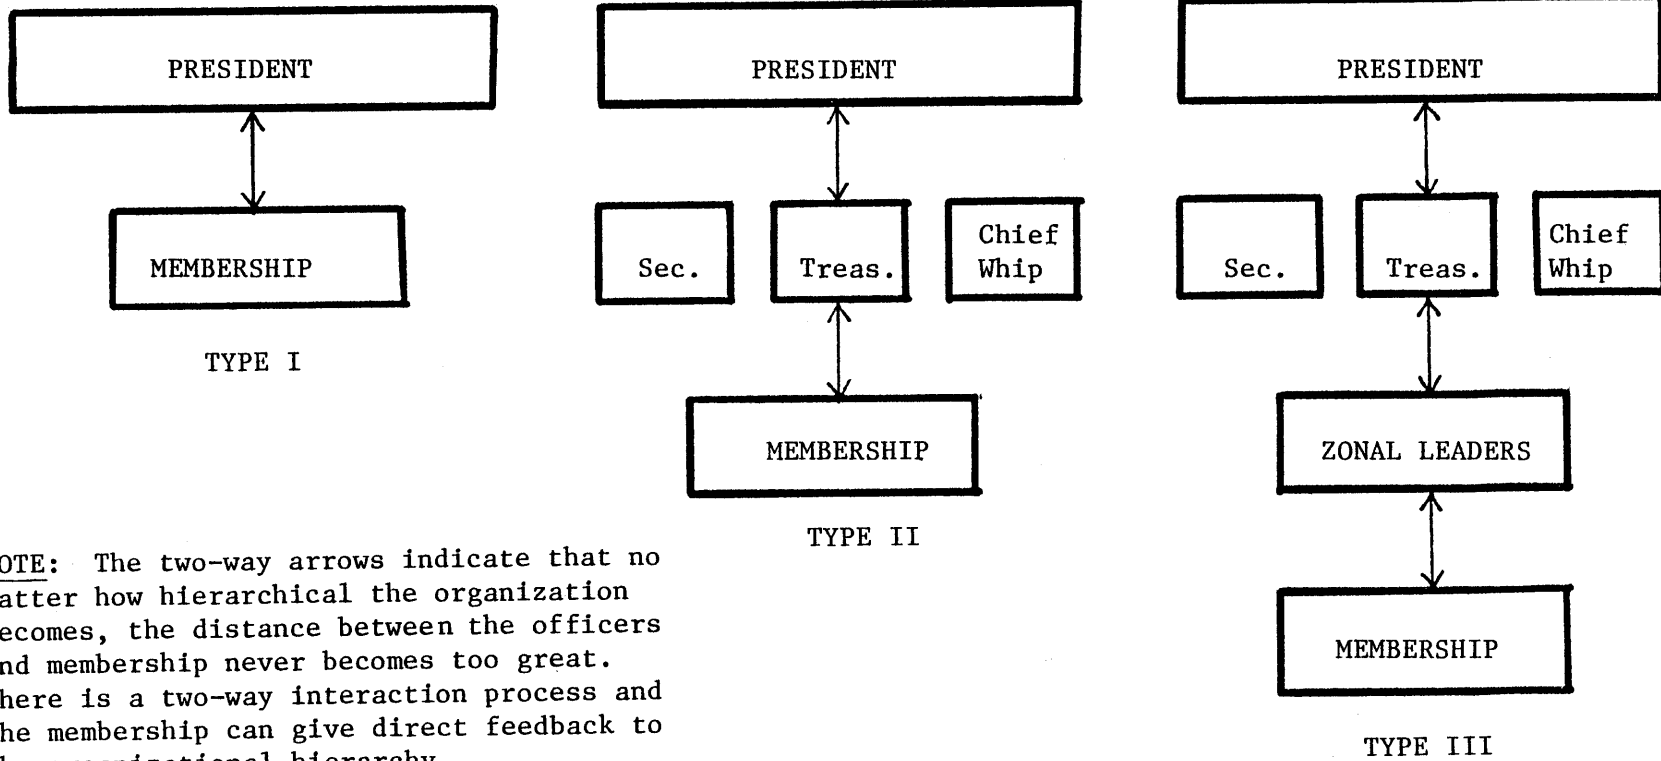 PRESIDENT
MEMBERSHIP
TYPE I
PRESIDENT
Sec.
Treas.
Chief
Whip
MEMBERSHIP
TYPE II
PRESIDENT
Sec.
Treas.
Chief
Whip
ZONAL LEADERS
MEMBERSHIP
TYPE III
OTE: The two-way arrows indicate that no
atter how hierarchical the organization
ecomes, the distance between the officers
nd membership never becomes too great.
here is a two-way interaction process and
he membership can give direct feedback to
hierarchy